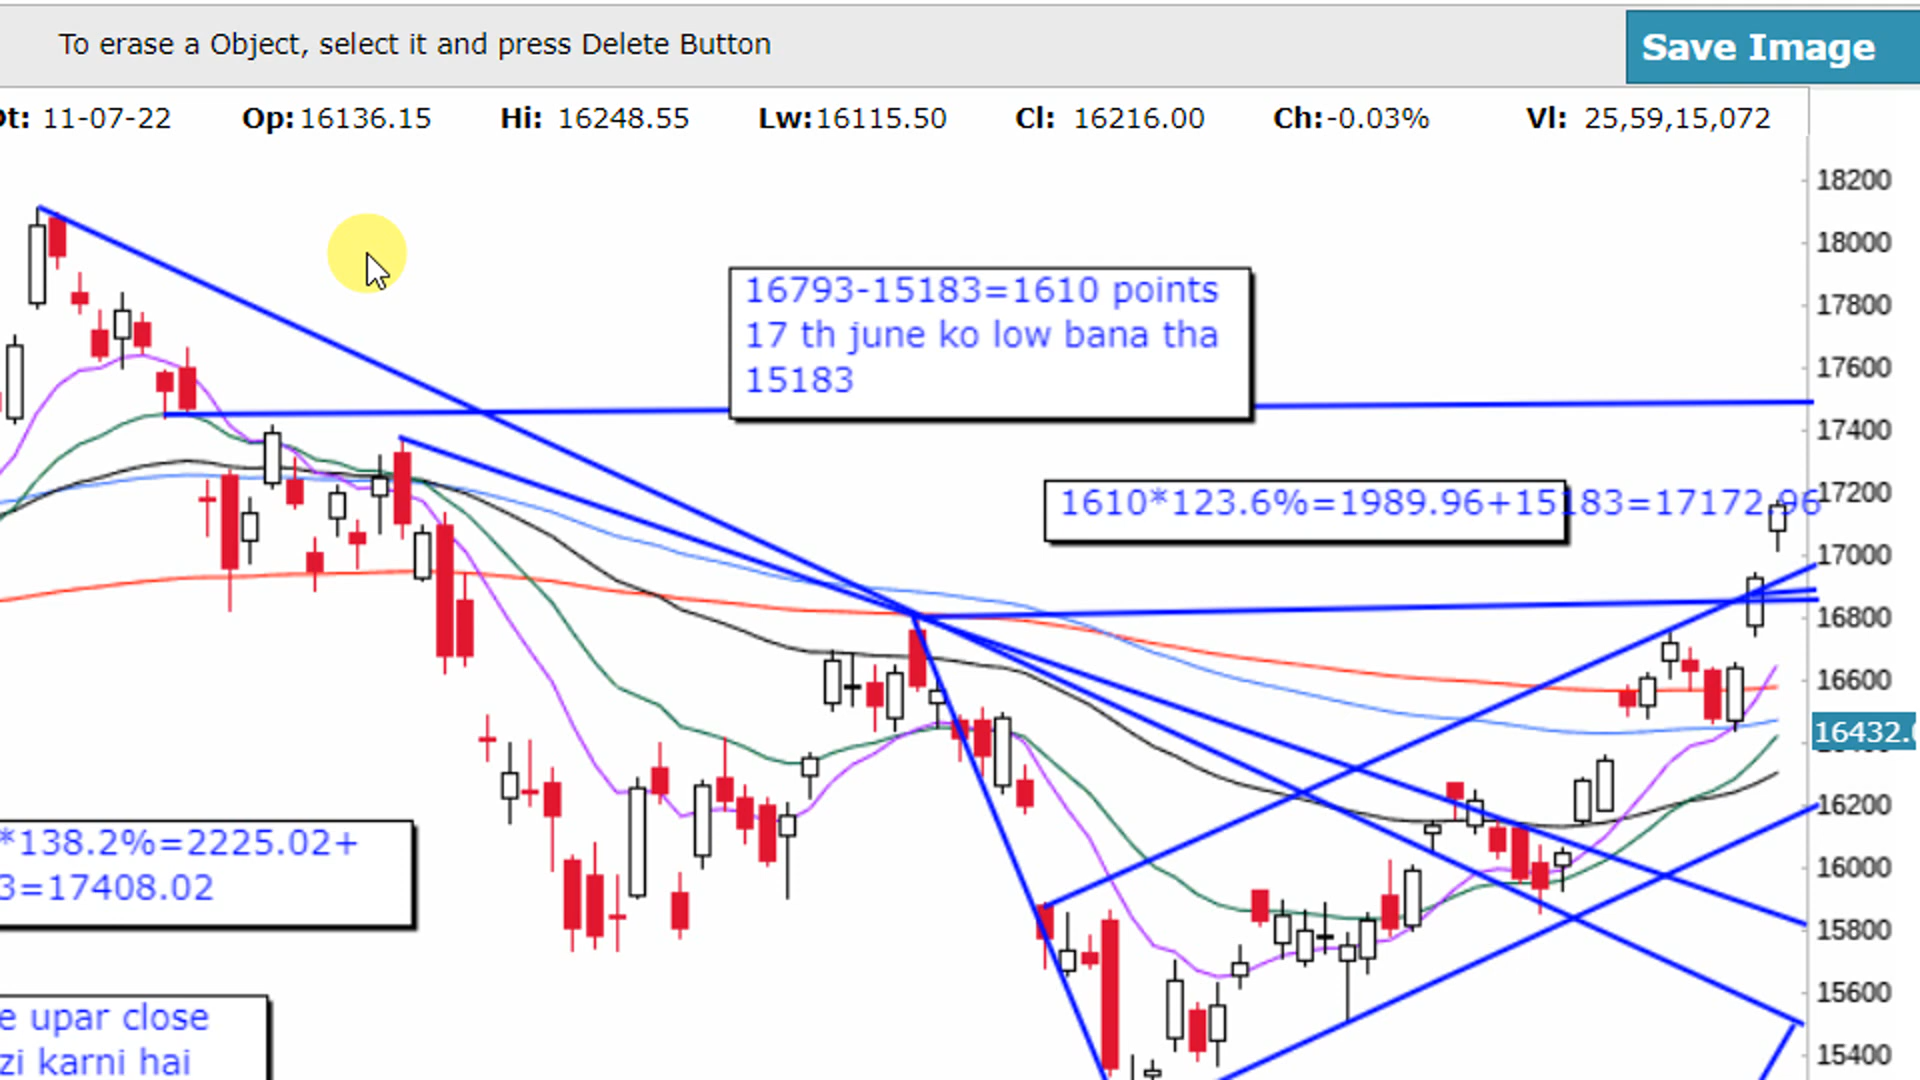 To erase a Object, select it and press Delete Button
Save Image
Dt: 11-07-22 Op: 16136.15 Hi: 16248.55 Lw: 16115.50 Cl: 16216.00 Ch: -0.03% Vl: 25,59,15,072
18200
18000
17800
17600
17400
17200
17000
16800
16600
16432.
16200
16000
15800
15600
15400
16793-15183=1610 points
17 th june ko low bana tha
15183
1610*123.6%=1989.96+15183=17172.96
*138.2%=2225.02+
3=17408.02
e upar close
zi karni hai